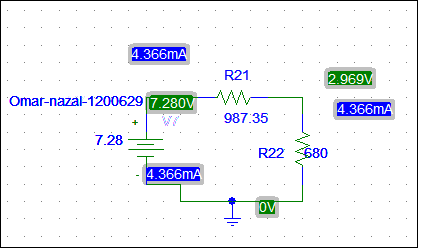 4.366mA
R21
2.969V
Omar-nazal-1200629
7.280V
4.366mA
V7
987.35
+
7.28
R22
680
-
4.366mA
0V